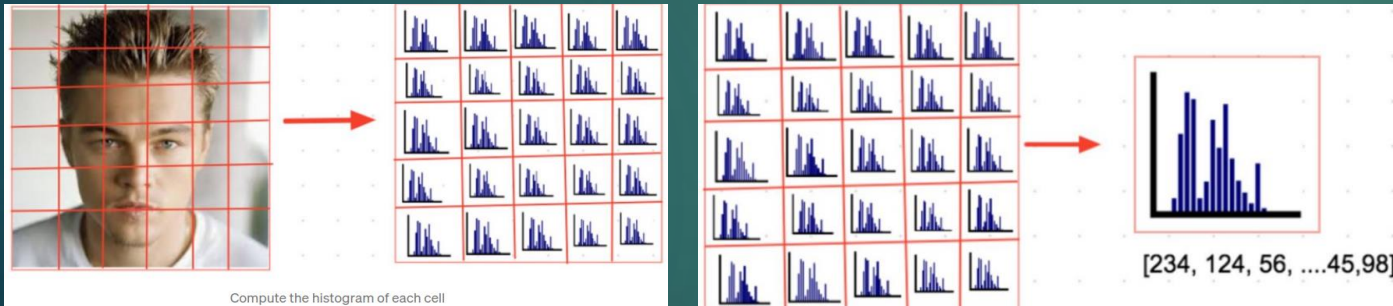 Compute the histogram of each cell
[234, 124, 56, ....45,98]